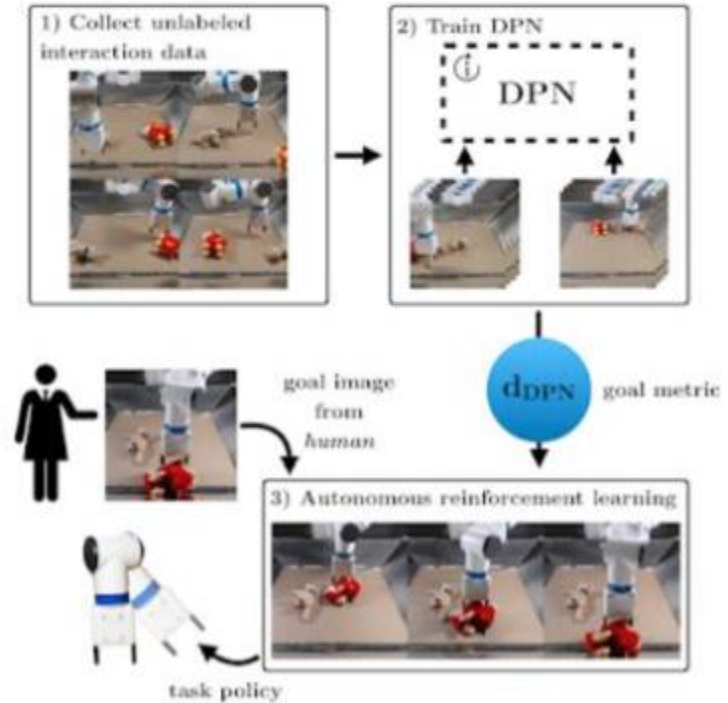 1) Collect unlabeled
interaction data
2) Train DPN
DPN
dDPN
goal metric
goal image
from
human
3) Autonomous reinforcement learning
task policy